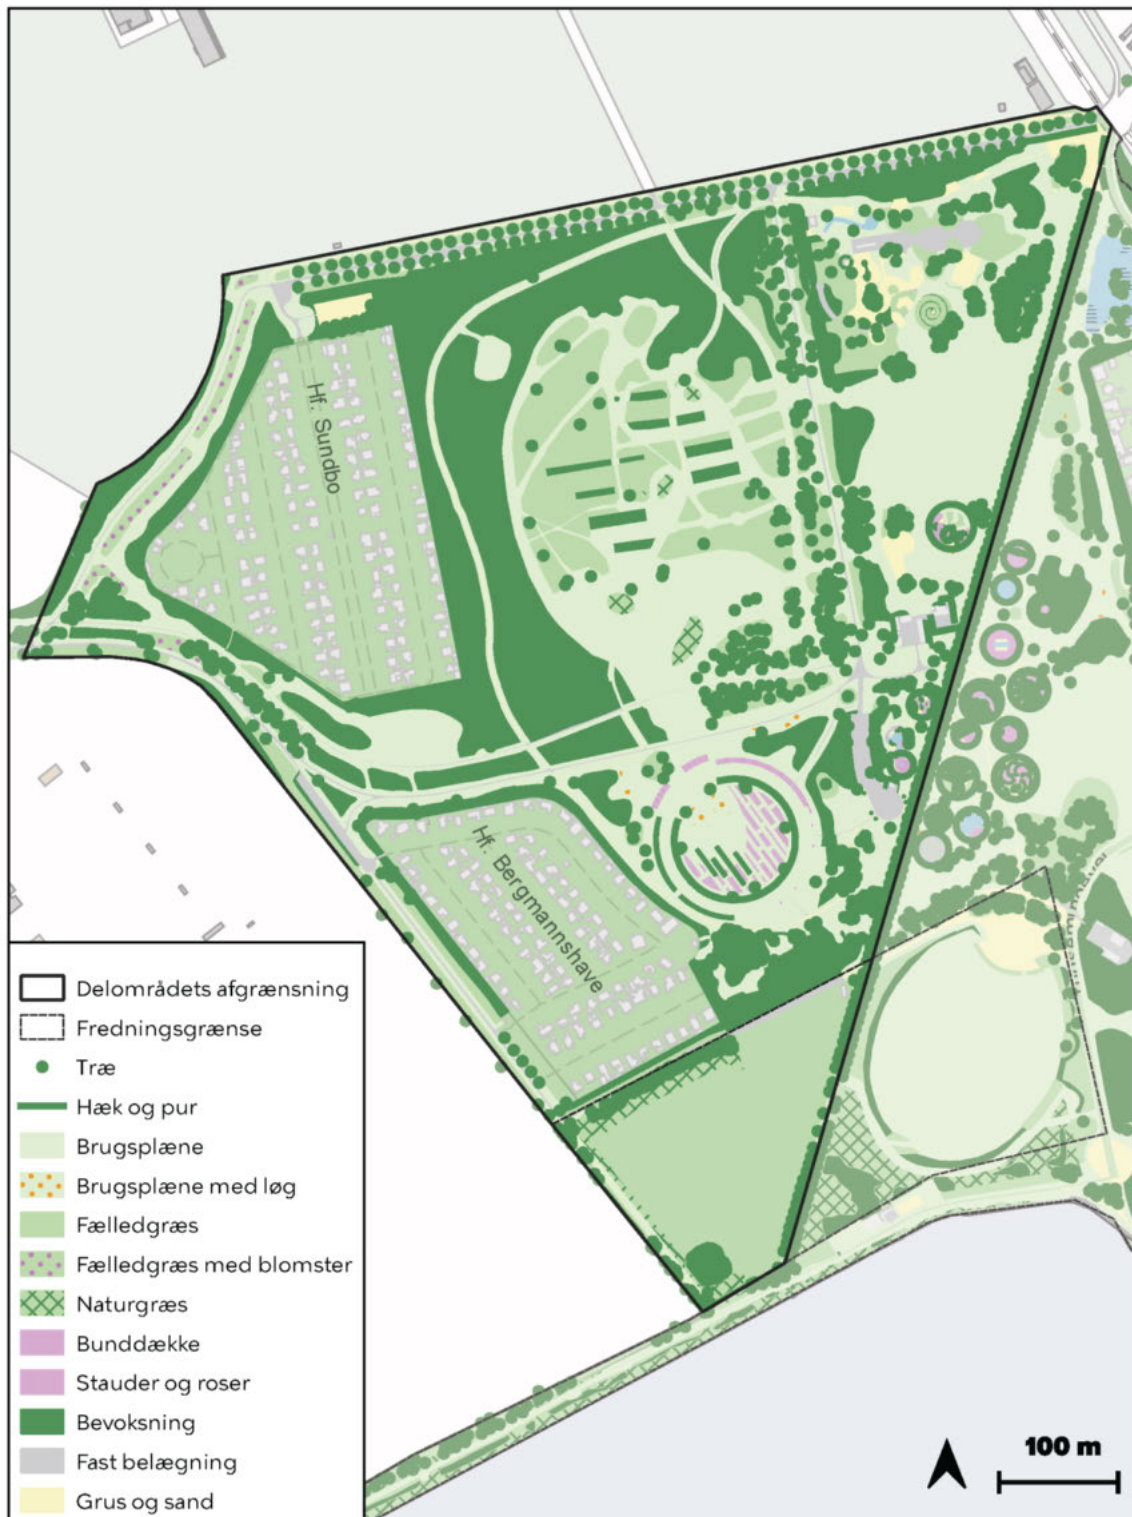 Hf. Sundbo
Hf. Bergmannshave
Delområdets afgrænsning
Fredningsgrænse
Træ
Hæk og pur
Brugsplæne
Brugsplæne med løg
Fælledgræs
Fælledgræs med blomster
Naturgræs
Bunddække
Stauder og roser
Bevoksning
Fast belægning
Grus og sand
100 m